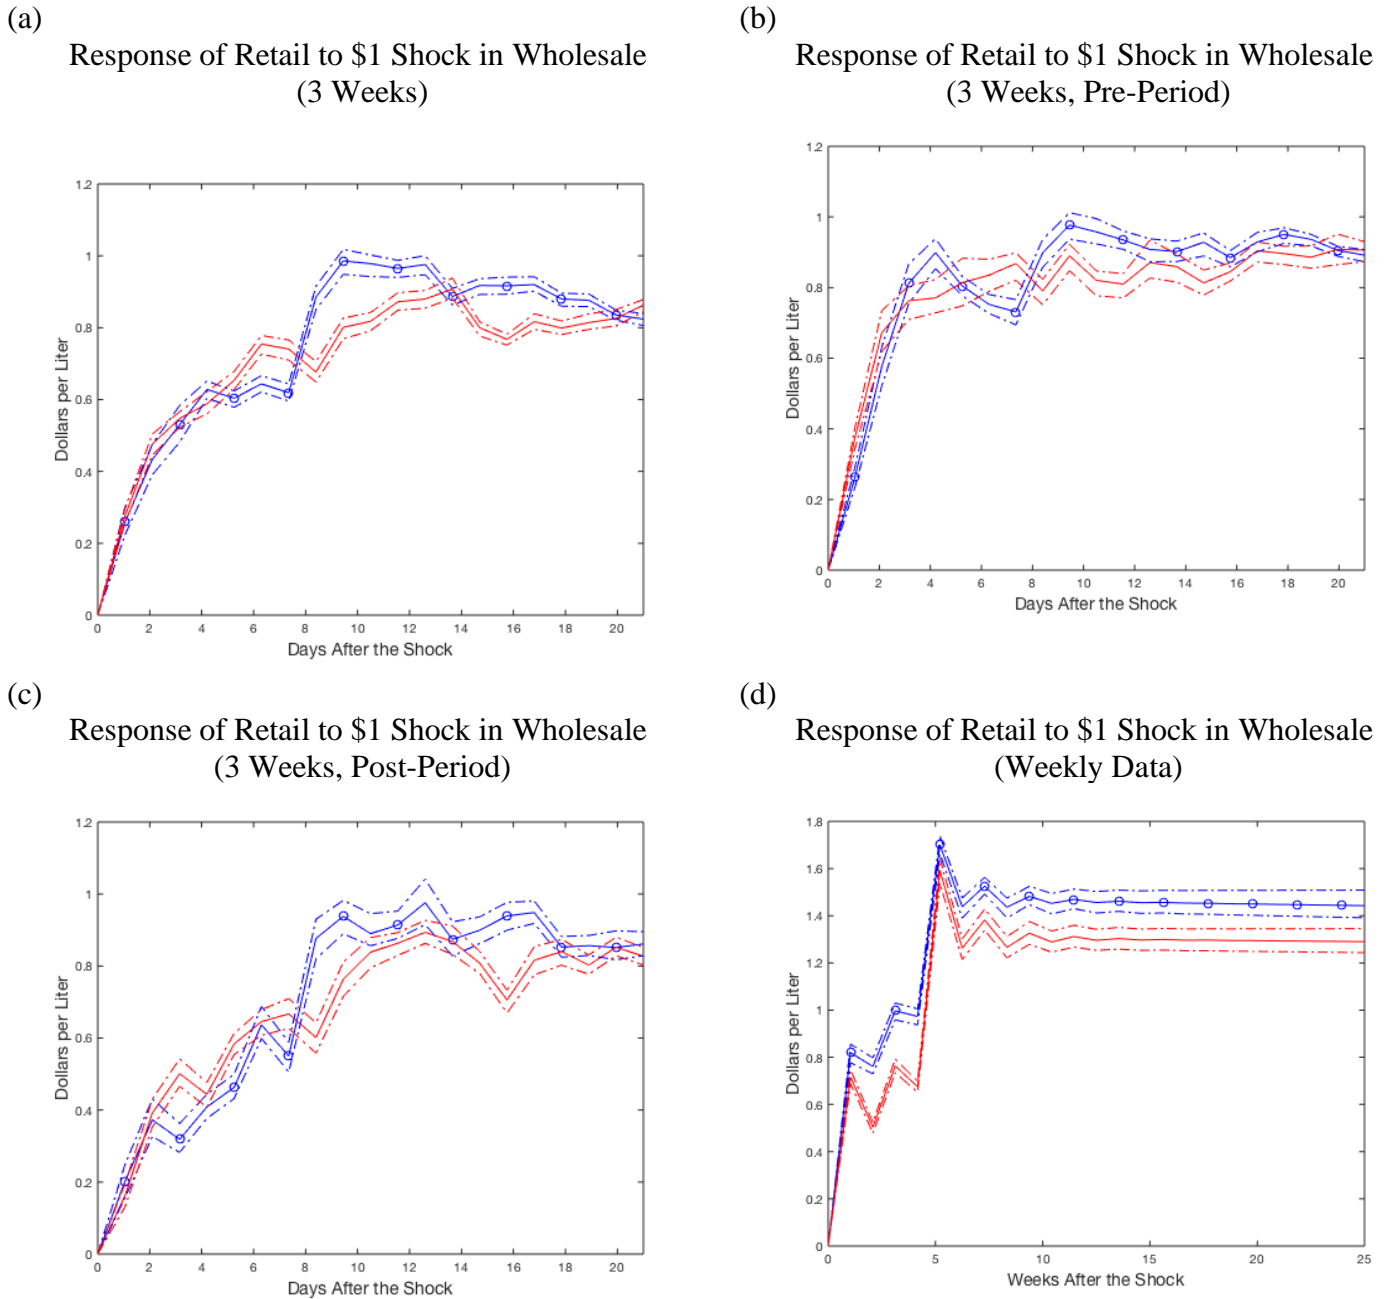 (a)
Response of Retail to $1 Shock in Wholesale
(3 Weeks)
1.2
1
0.8
0.6
0.4
0.2
0
Dollars per Liter
0 2 4 6 8 10 12 14 16 18 20
Days After the Shock
(b)
Response of Retail to $1 Shock in Wholesale
(3 Weeks, Pre-Period)
1.2
1
0.8
0.6
0.4
0.2
0
Dollars per Liter
0 2 4 6 8 10 12 14 16 18 20
Days After the Shock
(c)
Response of Retail to $1 Shock in Wholesale
(3 Weeks, Post-Period)
1.2
1
0.8
0.6
0.4
0.2
0
Dollars per Liter
0 2 4 6 8 10 12 14 16 18 20
Days After the Shock
(d)
Response of Retail to $1 Shock in Wholesale
(Weekly Data)
1.8
1.6
1.4
1.2
1
0.8
0.6
0.4
0.2
0
Dollars per Liter
0 5 10 15 20 25
Weeks After the Shock